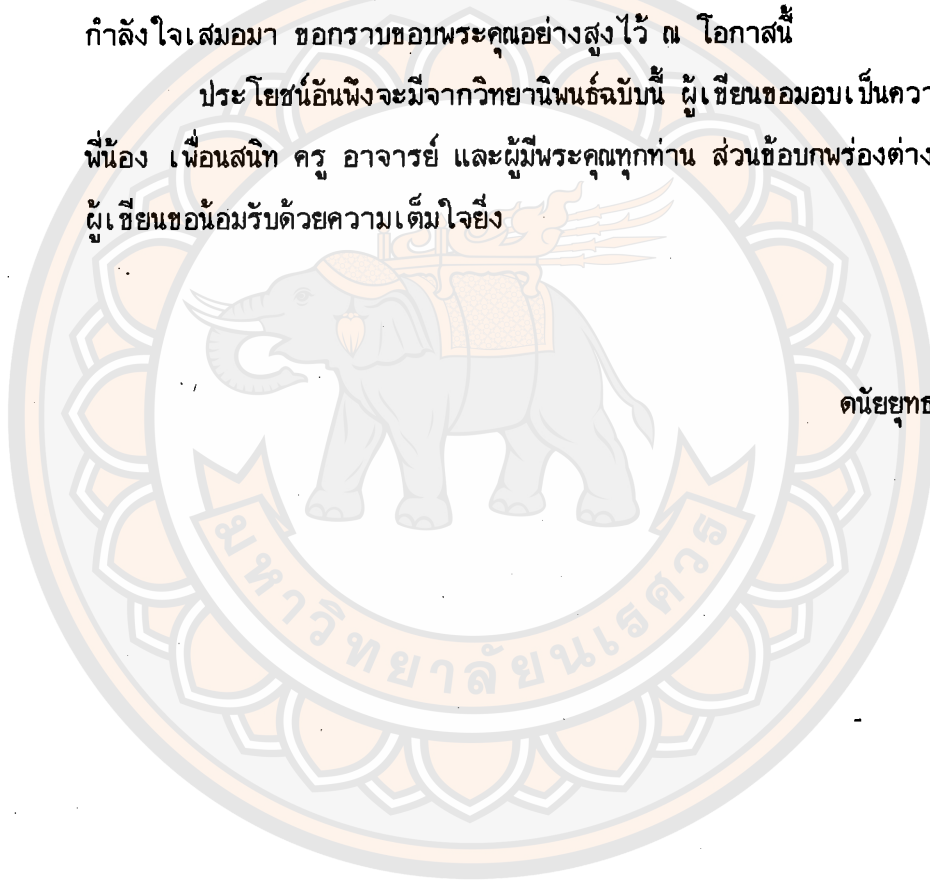 กำลังใจเสมอมา ขอกราบขอบพระคุณอย่างสูงไว้ ณ โอกาสนี้
ประโยชน์อันพึงจะมีจากวิทยานิพนธ์ฉบับนี้ ผู้เขียนขอมอบเป็นควา
พี่น้อง เพื่อนสนิท ครู อาจารย์ และผู้มีพระคุณทุกท่าน ส่วนข้อบกพร่องต่าง
ผู้เขียนขอน้อมรับด้วยความเต็มใจยิ่ง
ดนัยยุทธ
มหาวิทยาลัยนเรศวร